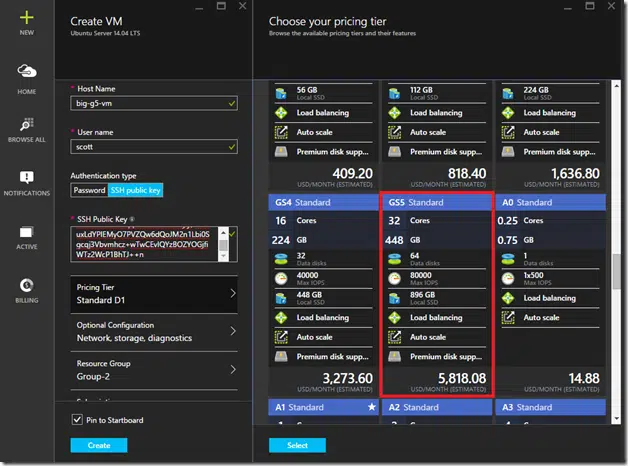 NEW
HOME
BROWSE ALL
NOTIFICATIONS
ACTIVE
BILLING
Create VM
Ubuntu Server 14.04 LTS
* Host Name
big-g5-vm
* User name
scott
Authentication type
Password SSH public key
* SSH Public Key
uxLdYPIEMyO7PVZQw6dQoJM2n1Lbi0S
gcqj3Vbvmhcz+wTwCEvlQYz8OZYOGjfi
WTz2WcP1BhTJ++n
Pricing Tier
Standard D1
Optional Configuration
Network, storage, diagnostics
Resource Group
Group-2
Pin to Startboard
Create
Choose your pricing tier
Browse the available pricing tiers and their features
56 GB
Local SSD
Load balancing
Auto scale
Premium disk supp...
409.20
USD/MONTH (ESTIMATED)
112 GB
Local SSD
Load balancing
Auto scale
Premium disk supp...
818.40
USD/MONTH (ESTIMATED)
224 GB
Local SSD
Load balancing
Auto scale
Premium disk supp...
1,636.80
USD/MONTH (ESTIMATED)
GS4 Standard
16 Cores
224 GB
32
Data disks
40000
Max IOPS
448 GB
Local SSD
Load balancing
Auto scale
Premium disk supp...
3,273.60
USD/MONTH (ESTIMATED)
GS5 Standard
32 Cores
448 GB
64
Data disks
80000
Max IOPS
896 GB
Local SSD
Load balancing
Auto scale
Premium disk supp...
5,818.08
USD/MONTH (ESTIMATED)
A0 Standard
0.25 Cores
0.75 GB
1
Data disks
1x500
Max IOPS
Load balancing
Auto scale
14.88
USD/MONTH (ESTIMATED)
A1 Standard
A2 Standard
A3 Standard
Select